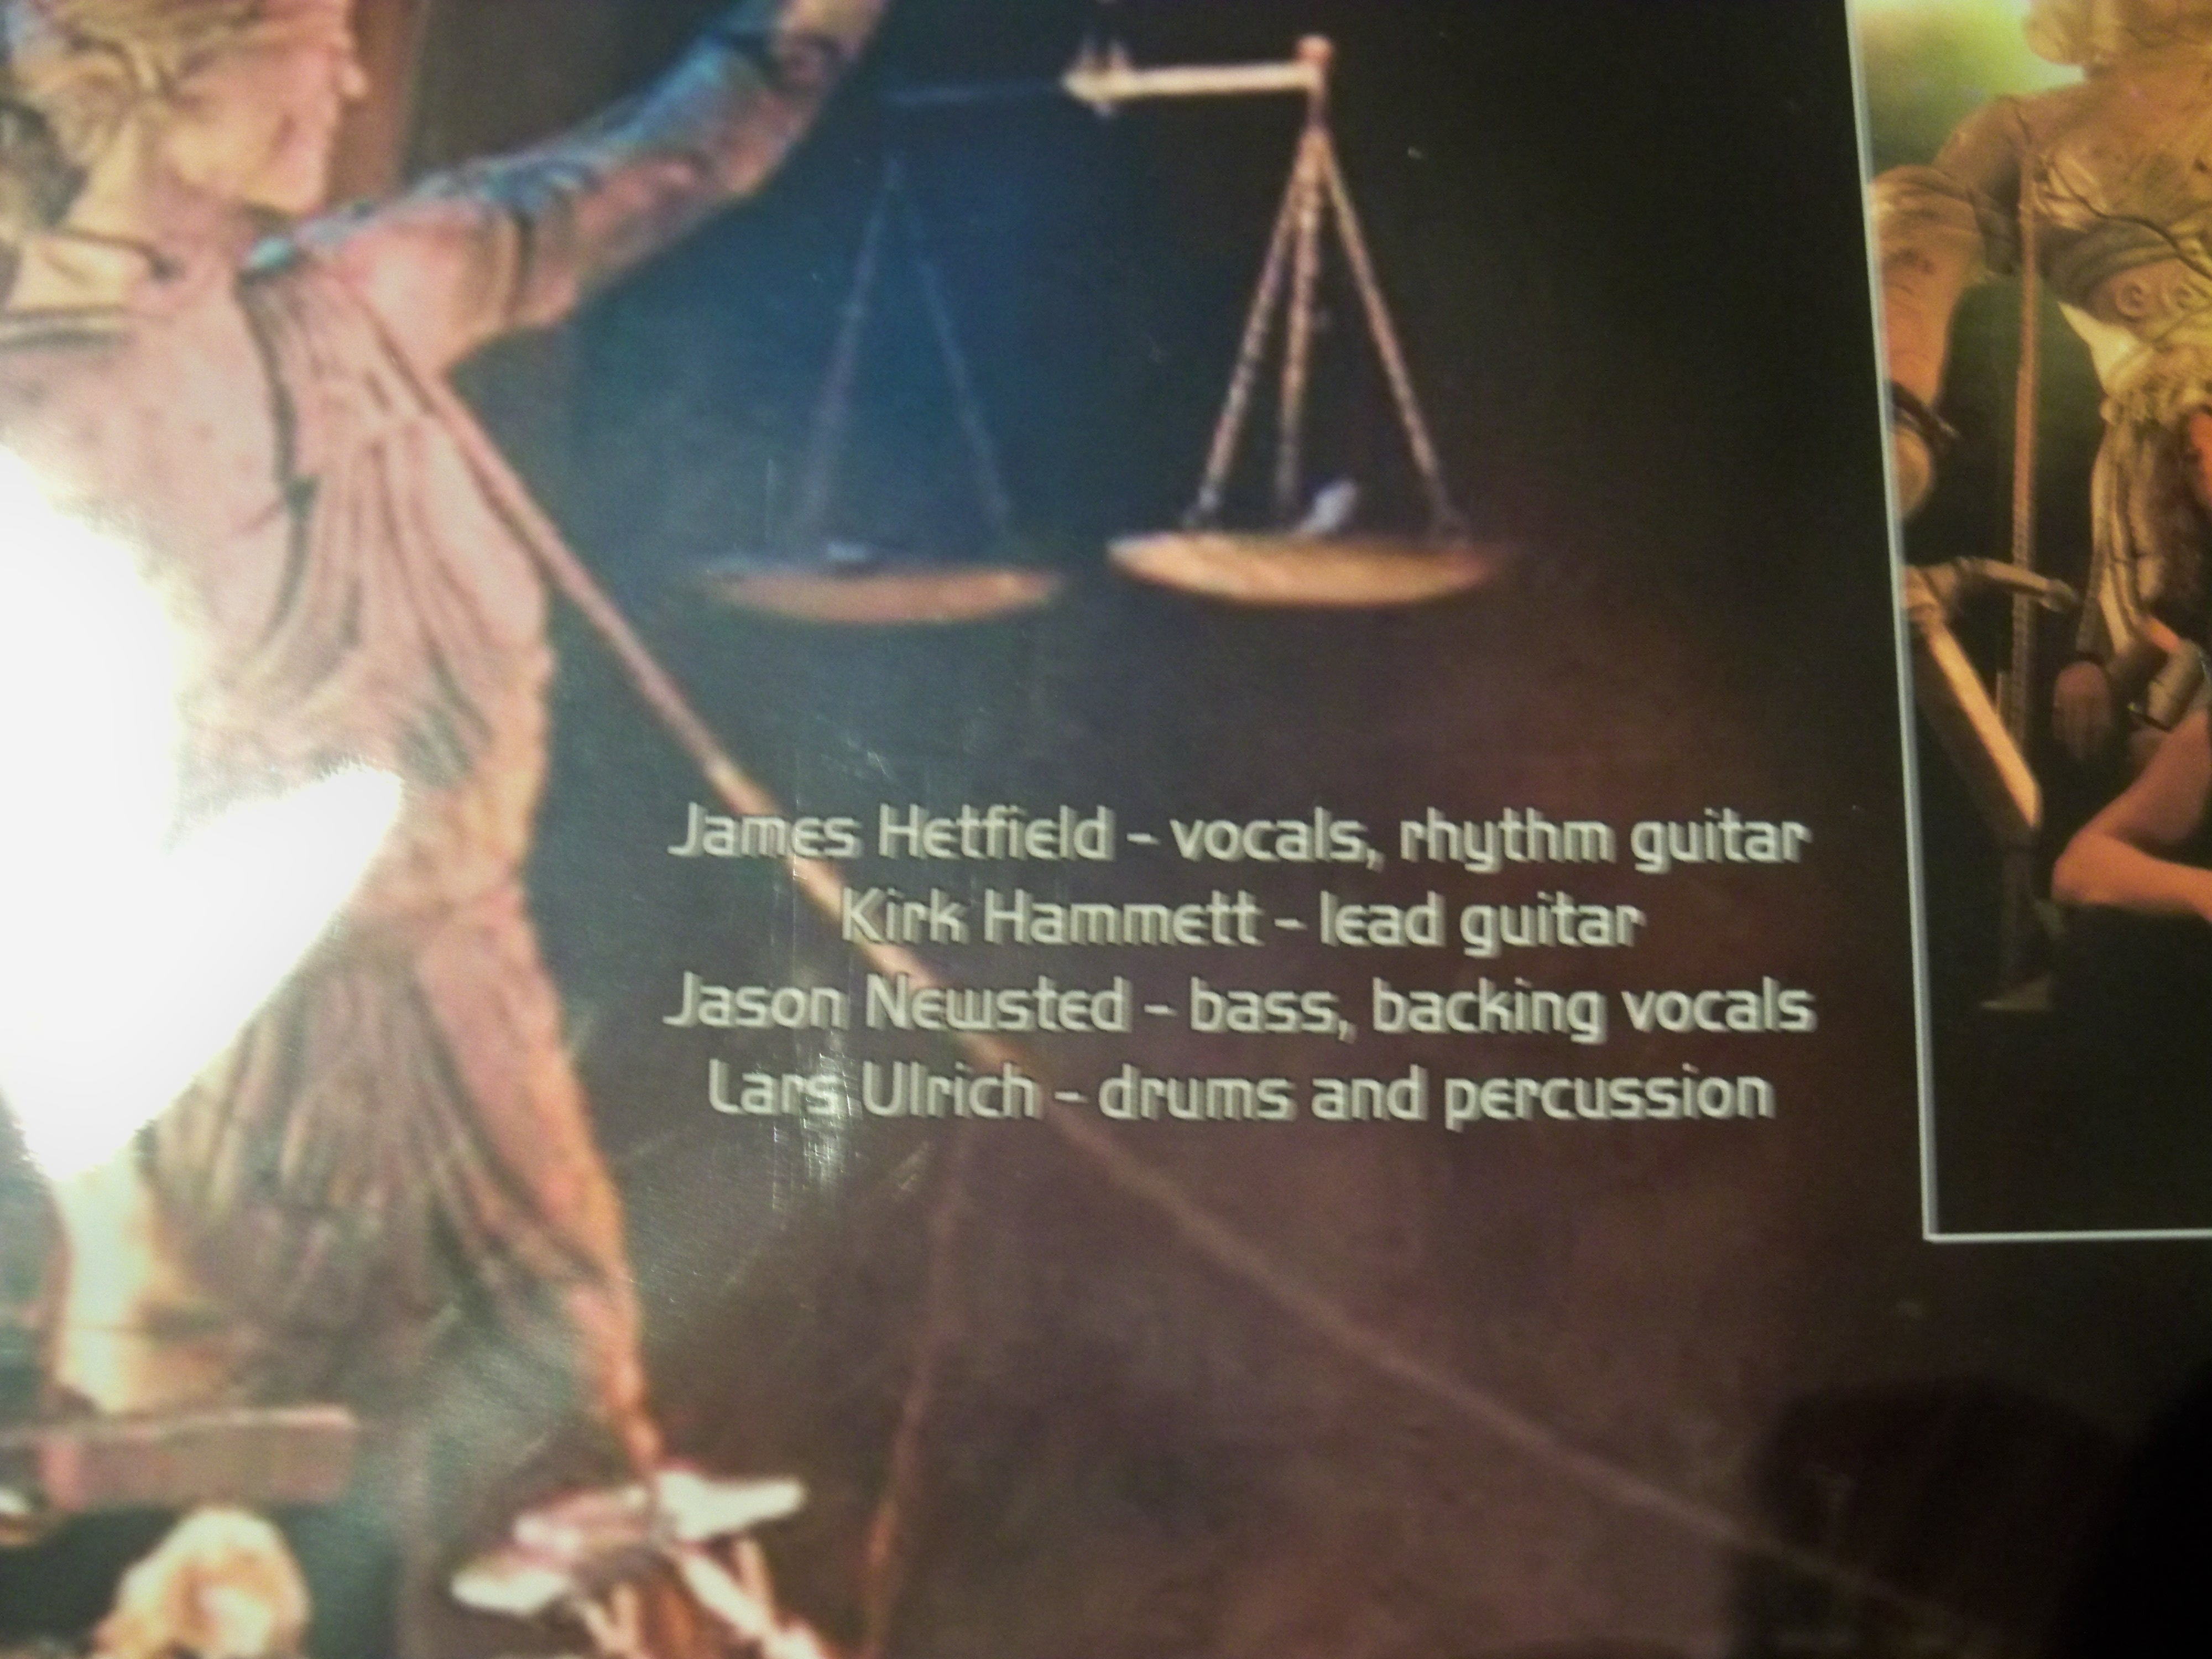 James Hetfield - vocals, rhythm guitar
Kirk Hammett - lead guitar
Jason Newsted - bass, backing vocals
Lars Ulrich - drums and percussion